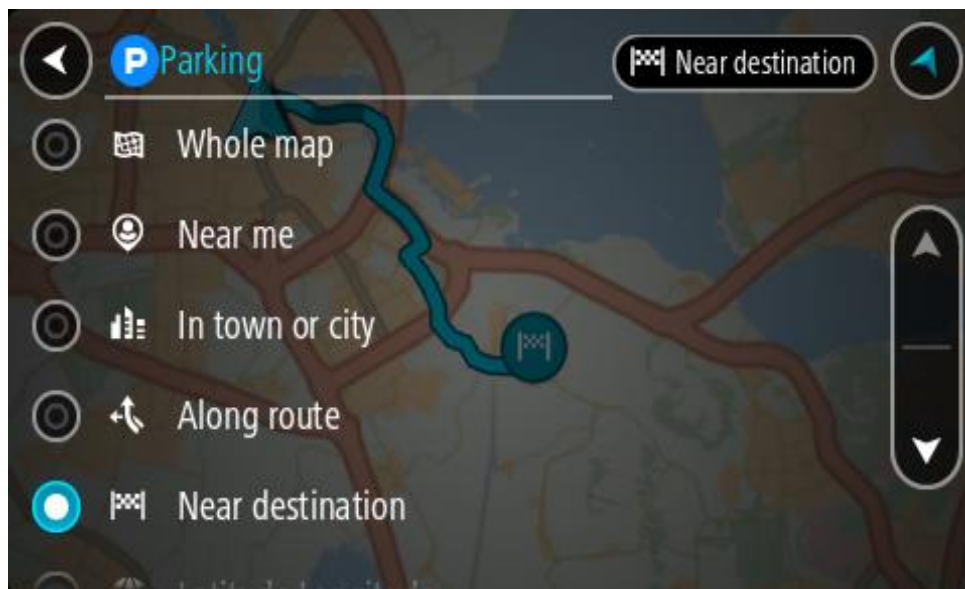 P Parking
Near destination
Whole map
Near me
In town or city
Along route
Near destination